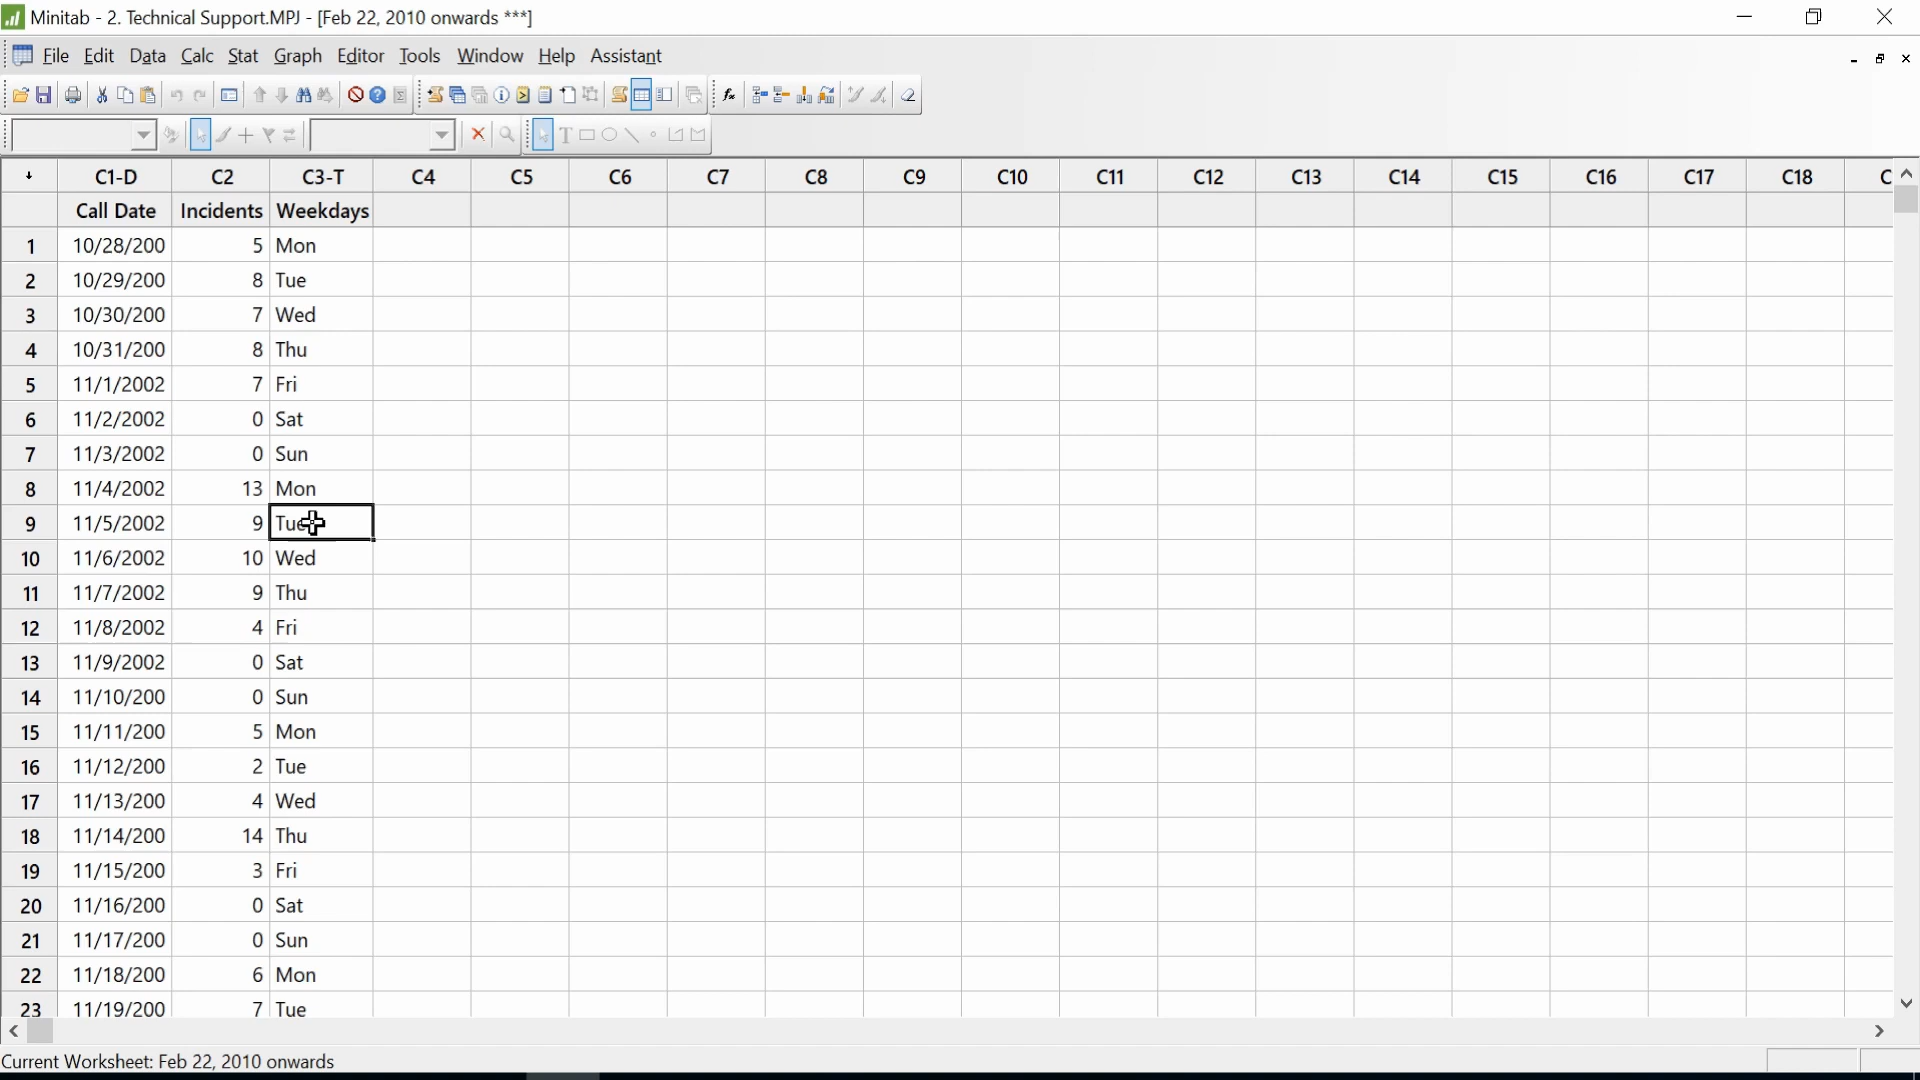 Minitab - 2. Technical Support.MPJ - [Feb 22, 2010 onwards ***]
File Edit Data Calc Stat Graph Editor Tools Window Help Assistant
C1-D C2 C3-T C4 C5 C6 C7 C8 C9 C10 C11 C12 C13 C14 C15 C16 C17 C18 C
Call Date Incidents Weekdays
1 10/28/200 5 Mon
2 10/29/200 8 Tue
3 10/30/200 7 Wed
4 10/31/200 8 Thu
5 11/1/2002 7 Fri
6 11/2/2002 0 Sat
7 11/3/2002 0 Sun
8 11/4/2002 13 Mon
9 11/5/2002 9 Tue
10 11/6/2002 10 Wed
11 11/7/2002 9 Thu
12 11/8/2002 4 Fri
13 11/9/2002 0 Sat
14 11/10/200 0 Sun
15 11/11/200 5 Mon
16 11/12/200 2 Tue
17 11/13/200 4 Wed
18 11/14/200 14 Thu
19 11/15/200 3 Fri
20 11/16/200 0 Sat
21 11/17/200 0 Sun
22 11/18/200 6 Mon
23 11/19/200 7 Tue
Current Worksheet: Feb 22, 2010 onwards